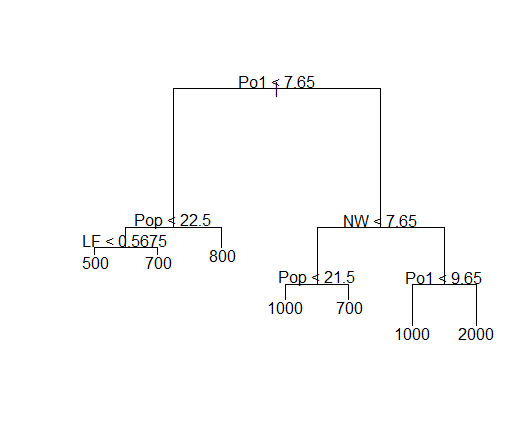 Po1 < 7.65
Pop < 22.5
NW < 7.65
LF < 0.5675
800
500
700
Pop < 21.5
Po1 < 9.65
1000
700
1000
2000